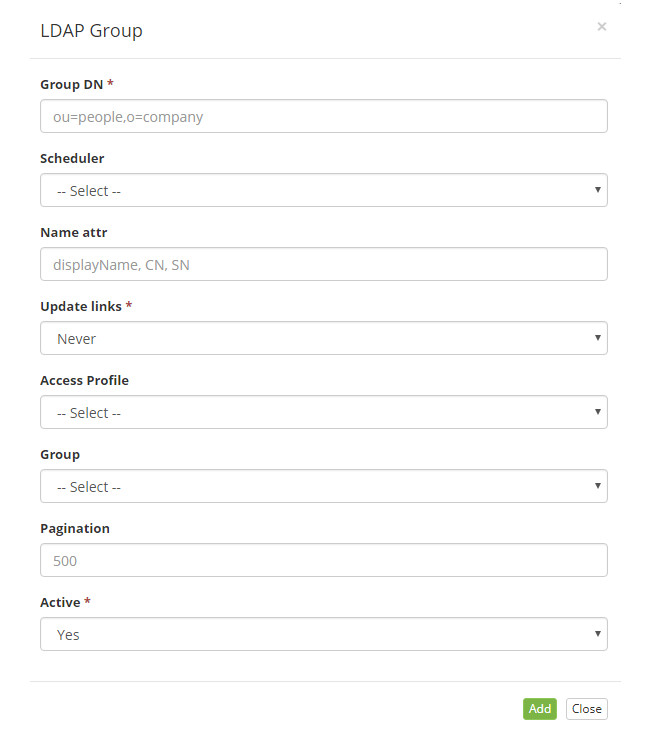 LDAP Group
×
Group DN *
ou=people,o=company
Scheduler
-- Select --
Name attr
displayName, CN, SN
Update links *
Never
Access Profile
-- Select --
Group
-- Select --
Pagination
500
Active *
Yes
Add Close